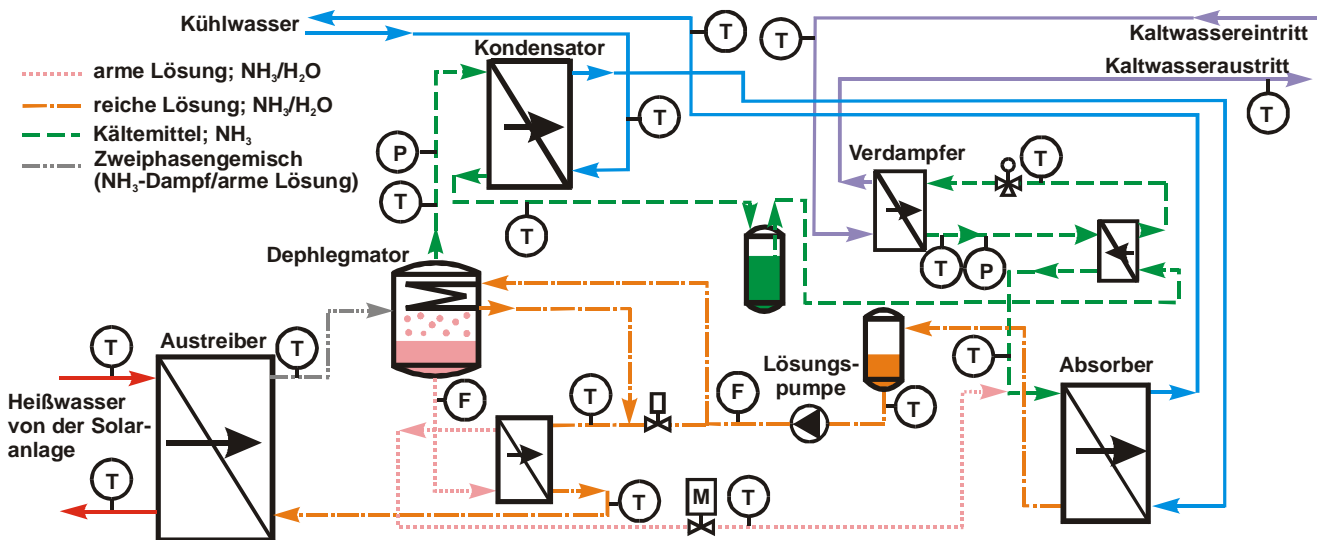 Kühlwasser
T
T
Kaltwassereintritt
Kondensator
Kaltwasseraustritt
arme Lösung; NH₃/H₂O
reiche Lösung; NH₃/H₂O
T
T
Kältemittel; NH₃
P
Verdampfer
T
Zweiphasengemisch
(NH₃-Dampf/arme Lösung)
T
T
Dephlegmator
T
P
Austreiber
T
T
Lösungs-
pumpe
T
Absorber
Heißwasser
von der Solar-
anlage
F
T
F
T
T
T
M
T